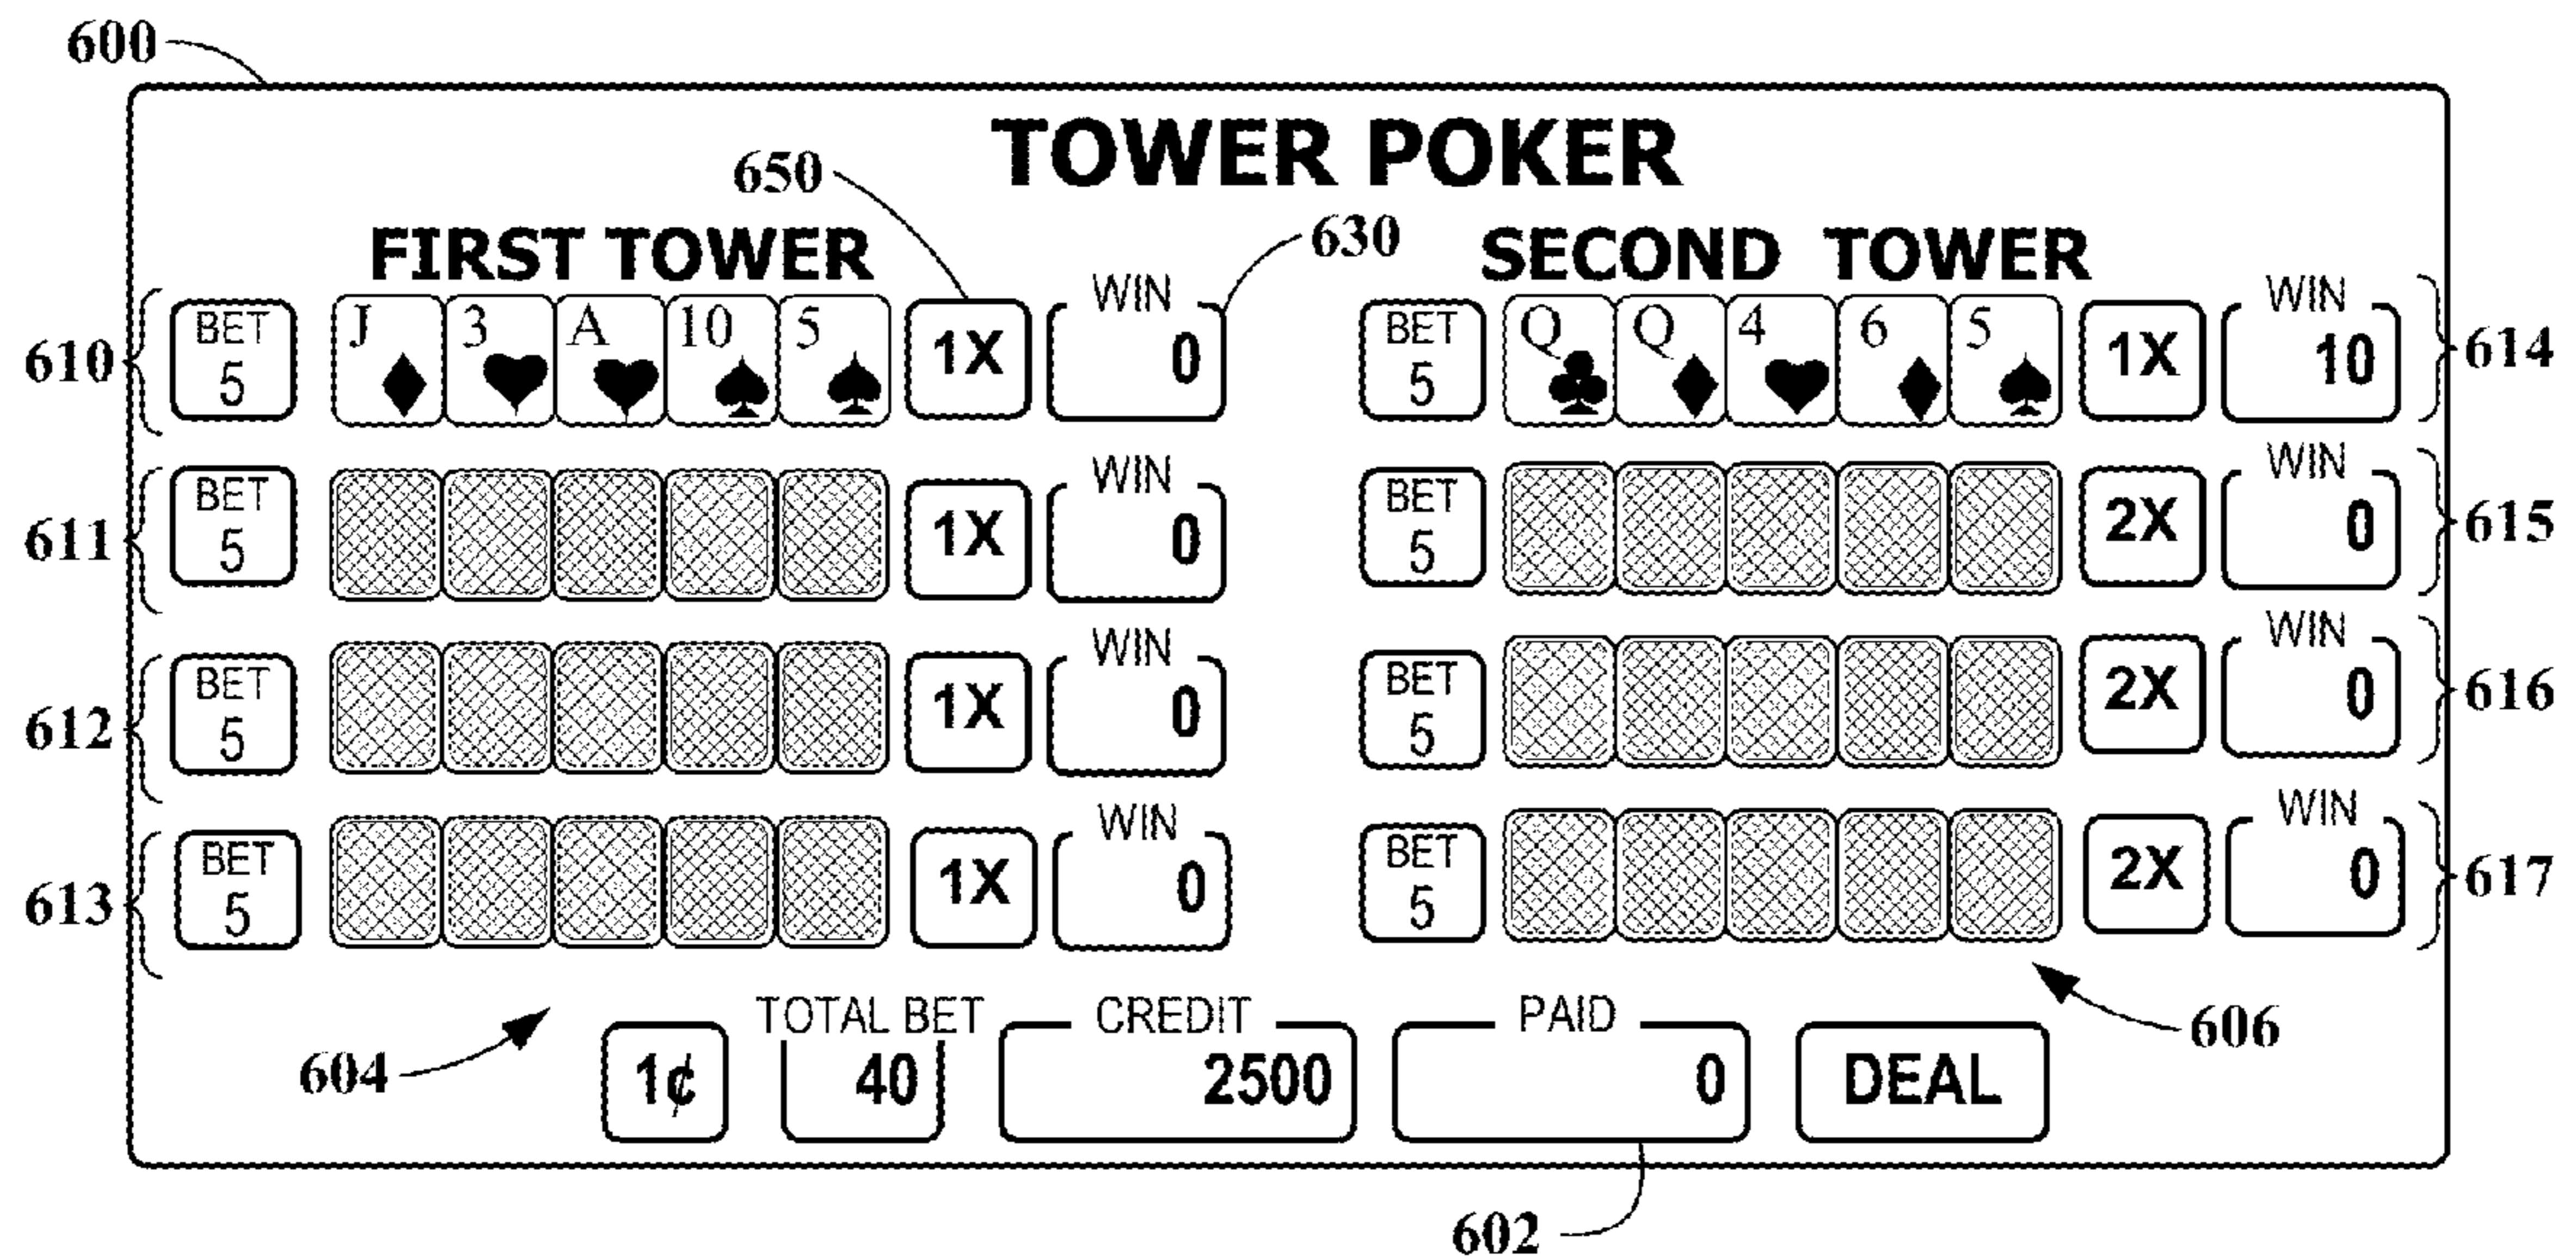 600
TOWER POKER
650
630
FIRST TOWER
SECOND TOWER
610
BET
5
J 3 A 10 5
1X
WIN
0
BET
5
Q Q 4 6 5
1X
WIN
10
614
611
BET
5
1X
WIN
0
BET
5
2X
WIN
0
615
612
BET
5
1X
WIN
0
BET
5
2X
WIN
0
616
613
BET
5
1X
WIN
0
BET
5
2X
WIN
0
617
604
1¢
TOTAL BET
40
CREDIT
2500
PAID
0
DEAL
606
602